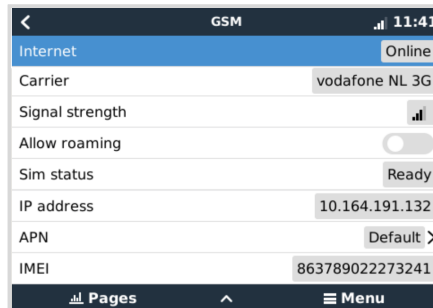 GSM 11:41
Internet Online
Carrier vodafone NL 3G
Signal strength
Allow roaming
Sim status Ready
IP address 10.164.191.132
APN Default
IMEI 863789022273241
Pages Menu